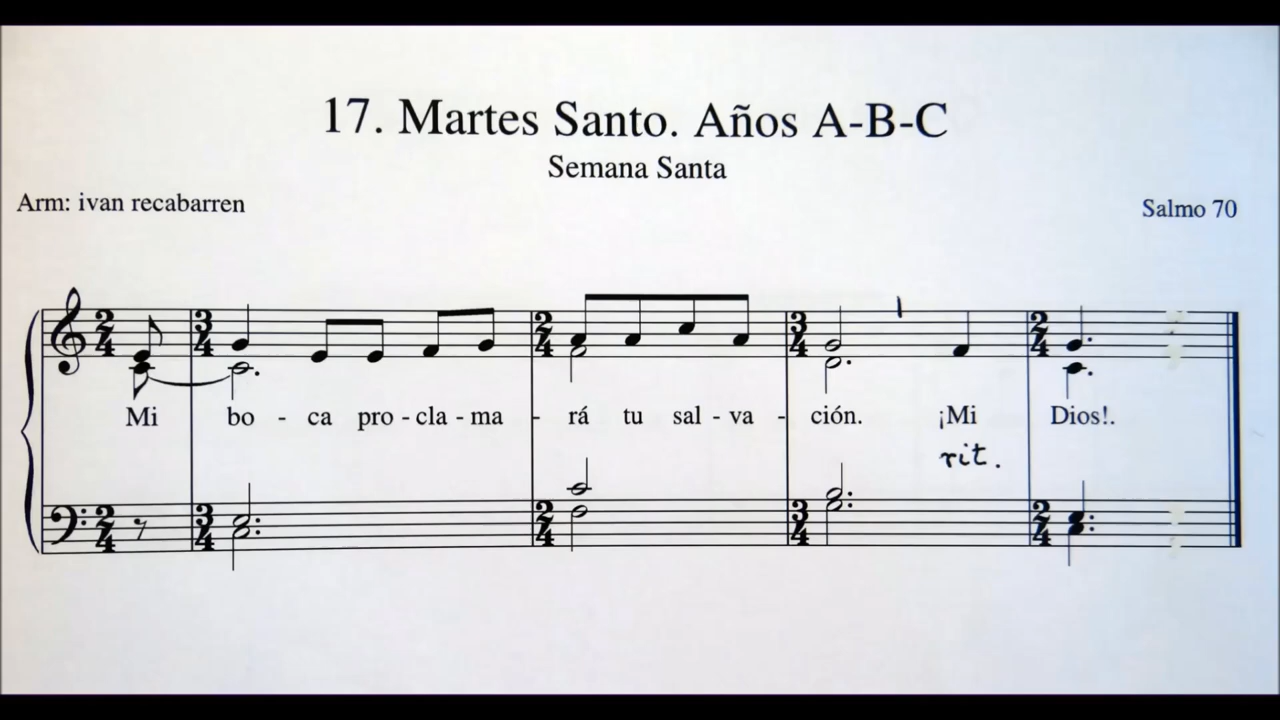 17. Martes Santo. Años A-B-C
Semana Santa
Arm: ivan recabarren
Salmo 70
Mi bo - ca pro - cla - ma - rá tu sal - va - ción. ¡Mi Dios!.
rit.